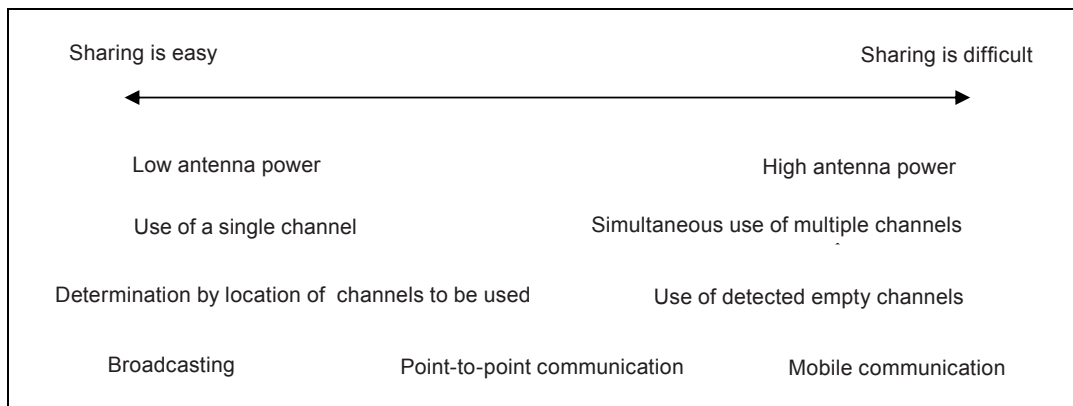 Sharing is easy Sharing is difficult
Low antenna power High antenna power
Use of a single channel Simultaneous use of multiple channels
Determination by location of channels to be used Use of detected empty channels
Broadcasting Point-to-point communication Mobile communication